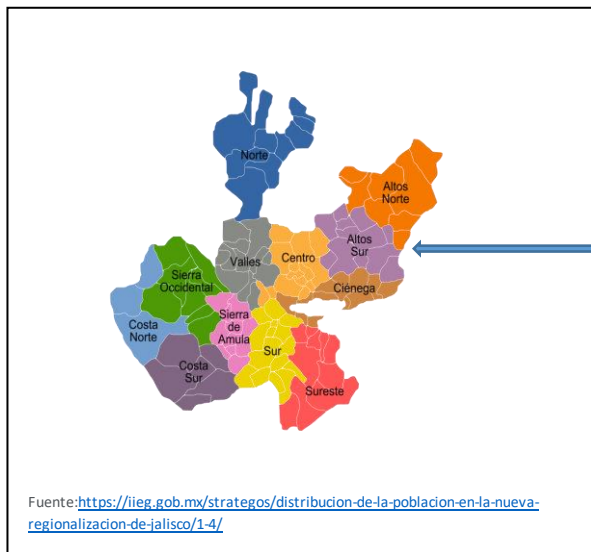 Norte
Altos
Norte
Altos
Sur
Valles
Centro
Ciènega
Sierra
Occidental
Costa
Norte
Sierra
de
Amula
Sur
Costa
Sur
Sureste
Fuente:https://iieg.gob.mx/strategos/distribucion-de-la-poblacion-en-la-nueva-
regionalizacion-de-jalisco/1-4/